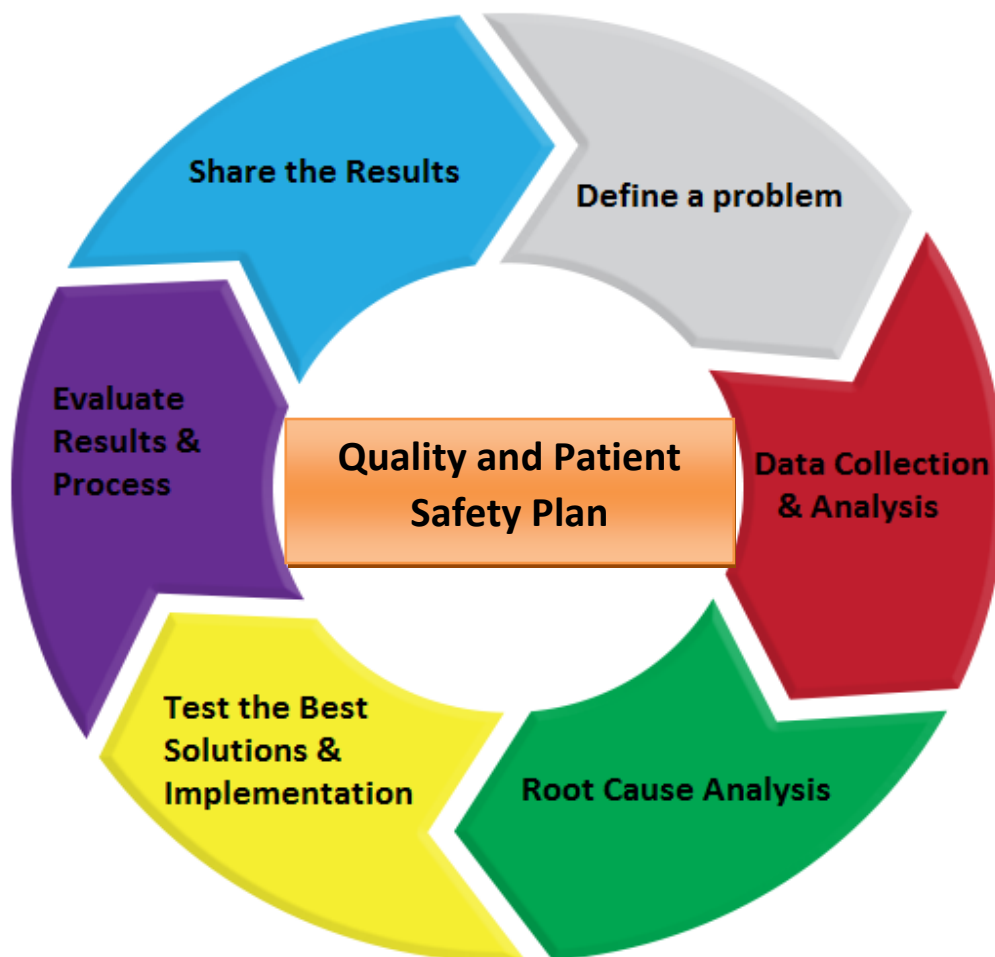 Share the Results
Define a problem
Data Collection
& Analysis
Root Cause Analysis
Test the Best
Solutions &
Implementation
Evaluate
Results &
Process
Quality and Patient
Safety Plan